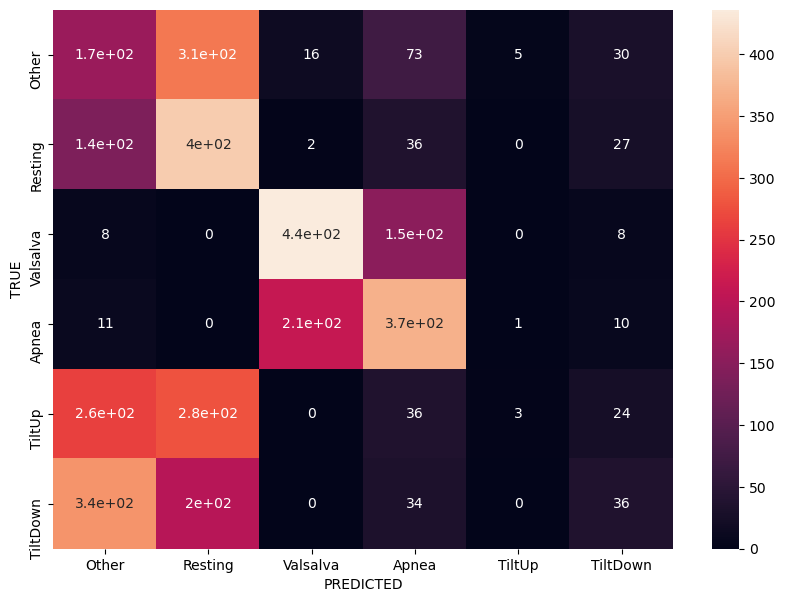 Other 1.7e+02 3.1e+02 16 73 5 30
Resting 1.4e+02 4e+02 2 36 0 27
Valsalva 8 0 4.4e+02 1.5e+02 0 8
Apnea 11 0 2.1e+02 3.7e+02 1 10
TiltUp 2.6e+02 2.8e+02 0 36 3 24
TiltDown 3.4e+02 2e+02 0 34 0 36
TRUE
Other Resting Valsalva Apnea TiltUp TiltDown
PREDICTED
400
350
300
250
200
150
100
50
0